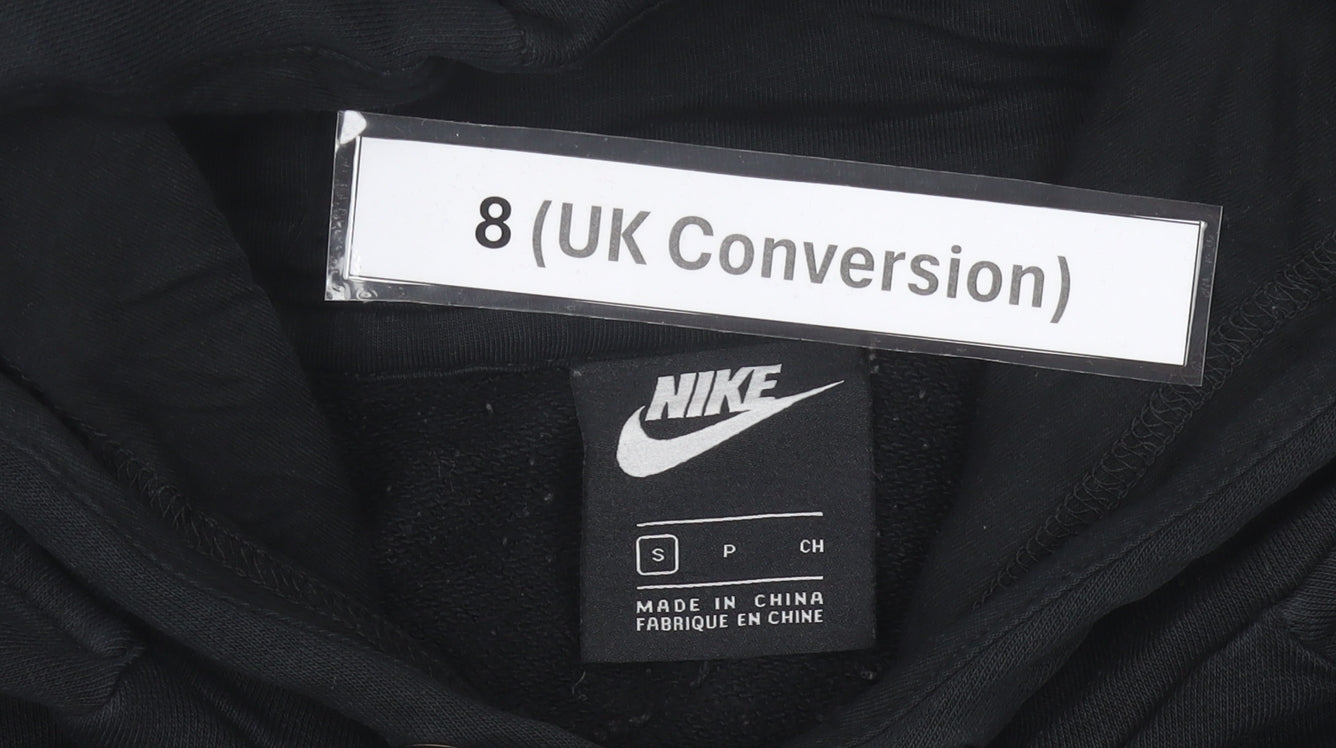 8 (UK Conversion)
NIKE
S P CH
MADE IN CHINA
FABRIQUE EN CHINE